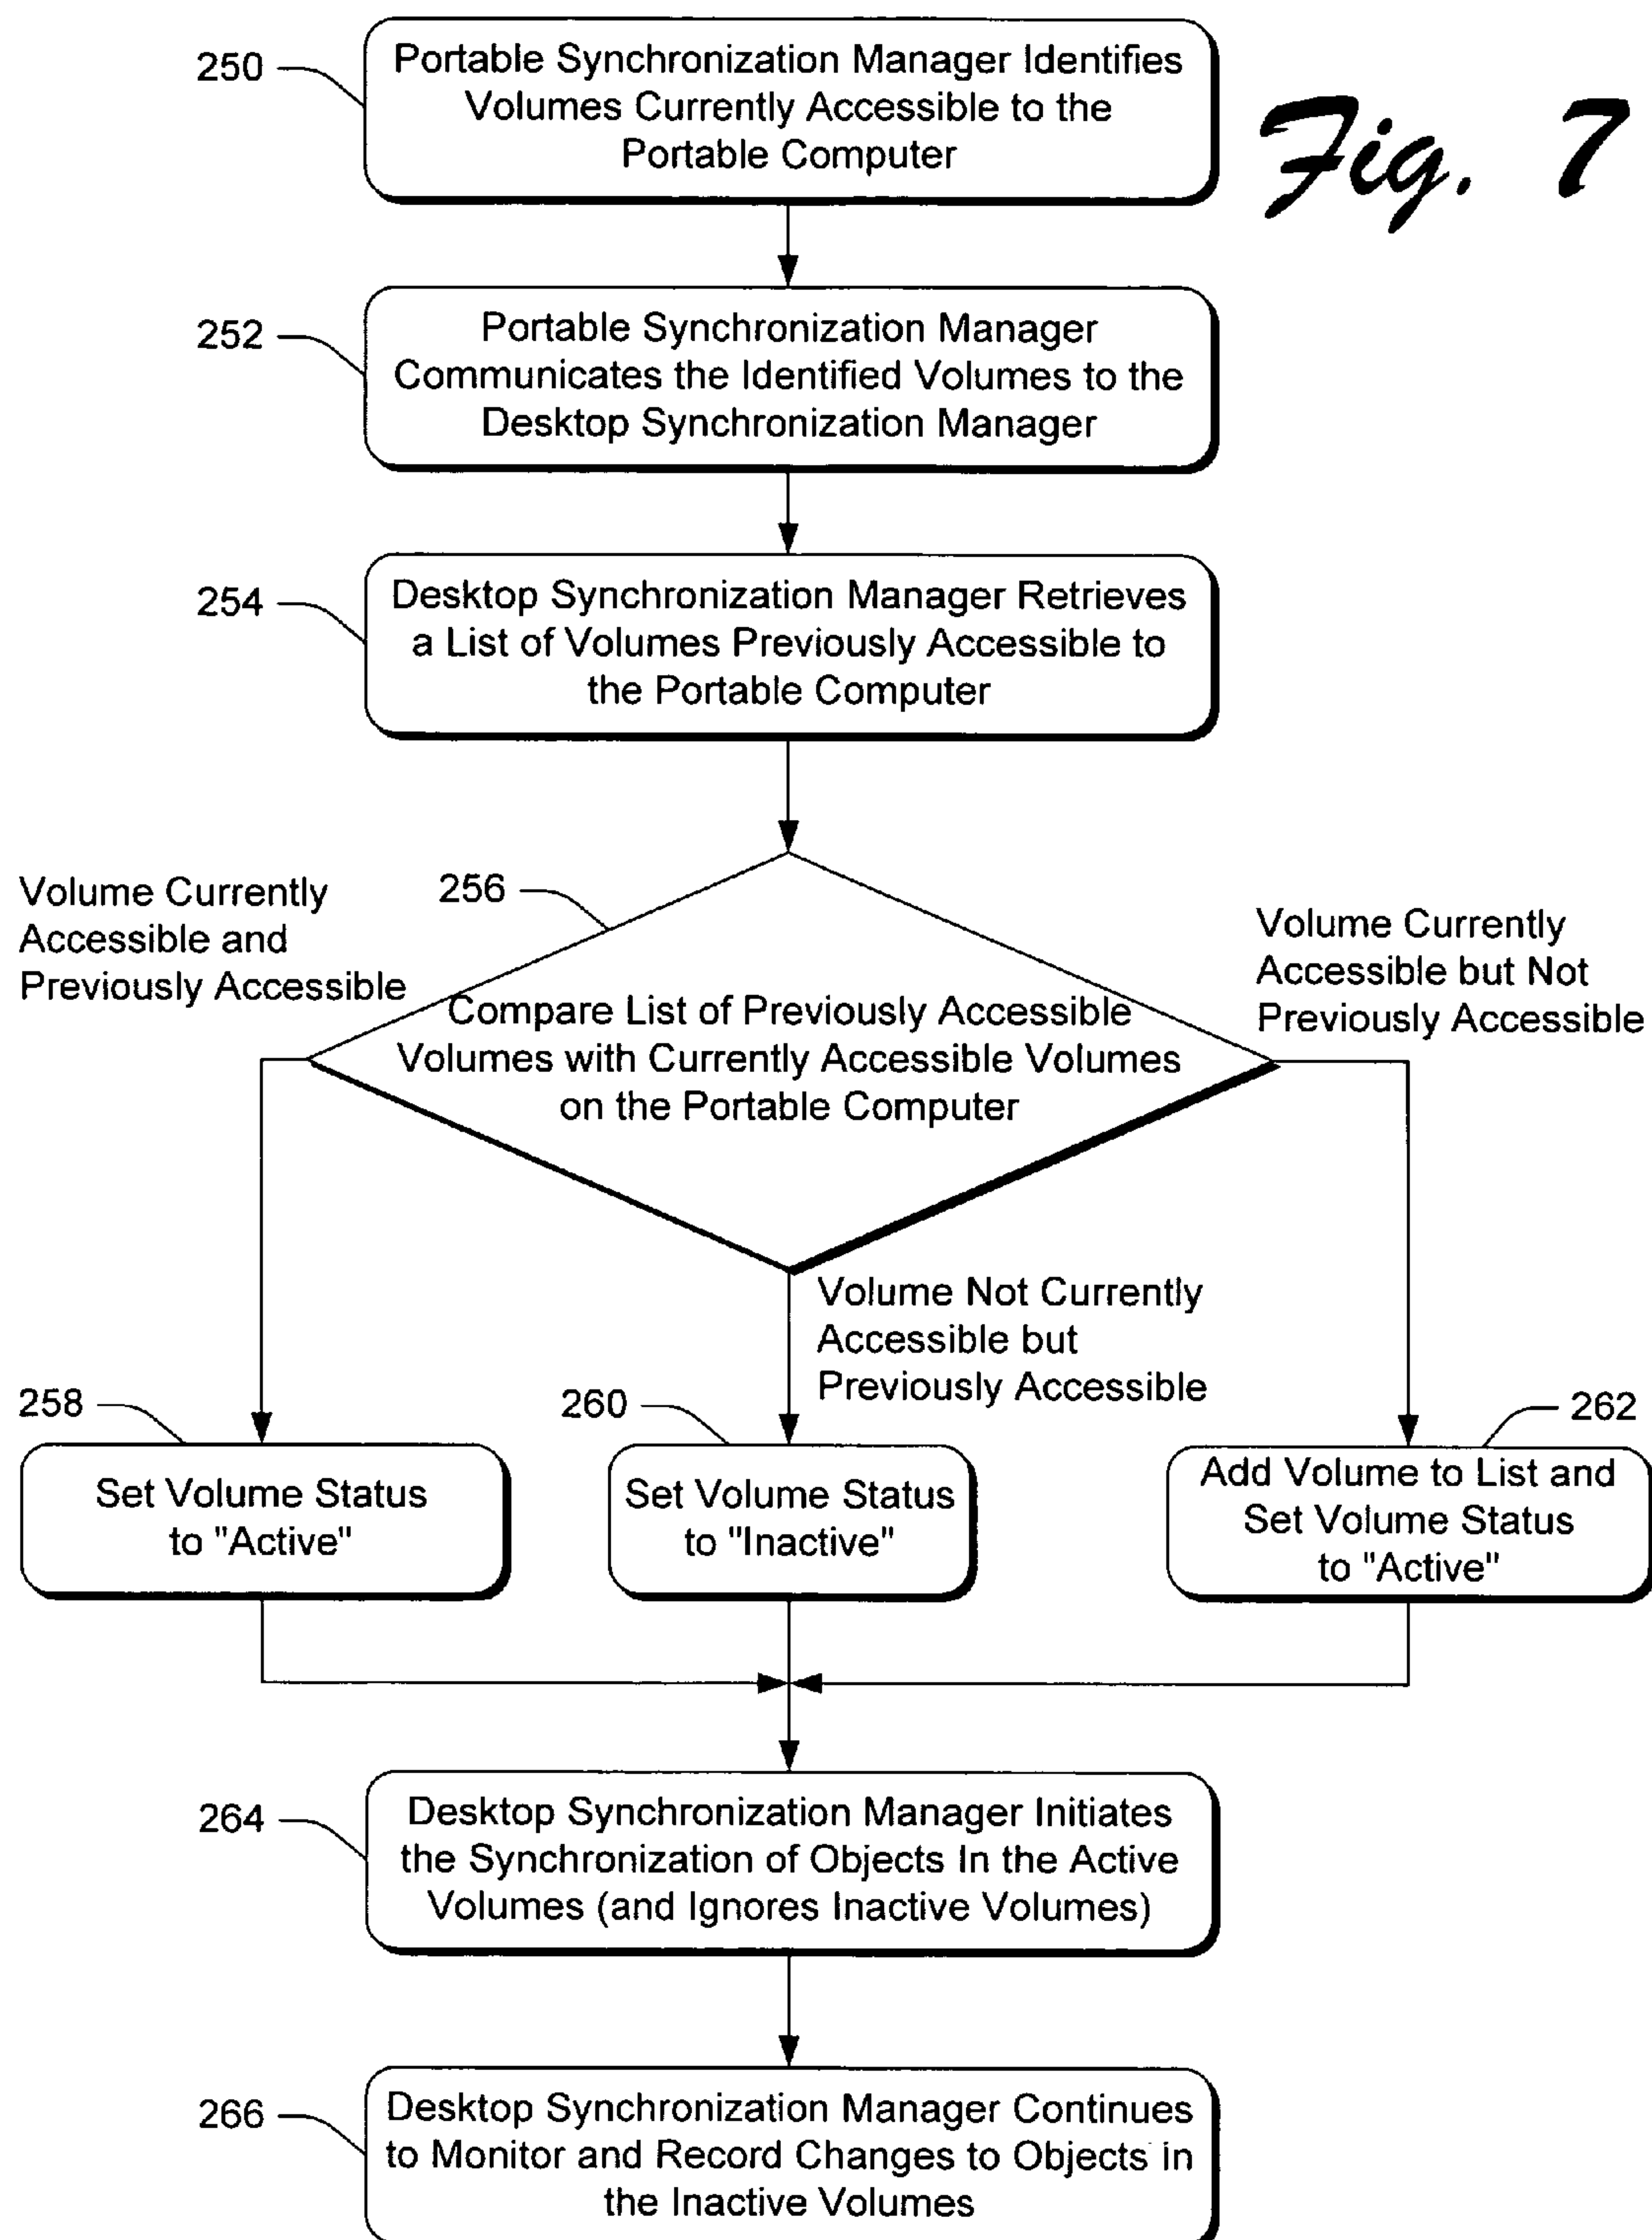 250
Portable Synchronization Manager Identifies
Volumes Currently Accessible to the
Portable Computer
Fig. 7
252
Portable Synchronization Manager
Communicates the Identified Volumes to the
Desktop Synchronization Manager
254
Desktop Synchronization Manager Retrieves
a List of Volumes Previously Accessible to
the Portable Computer
Volume Currently
Accessible and
Previously Accessible
256
Volume Currently
Accessible but Not
Previously Accessible
Compare List of Previously Accessible
Volumes with Currently Accessible Volumes
on the Portable Computer
Volume Not Currently
Accessible but
Previously Accessible
258
Set Volume Status
to "Active"
260
Set Volume Status
to "Inactive"
262
Add Volume to List and
Set Volume Status
to "Active"
264
Desktop Synchronization Manager Initiates
the Synchronization of Objects In the Active
Volumes (and Ignores Inactive Volumes)
266
Desktop Synchronization Manager Continues
to Monitor and Record Changes to Objects in
the Inactive Volumes